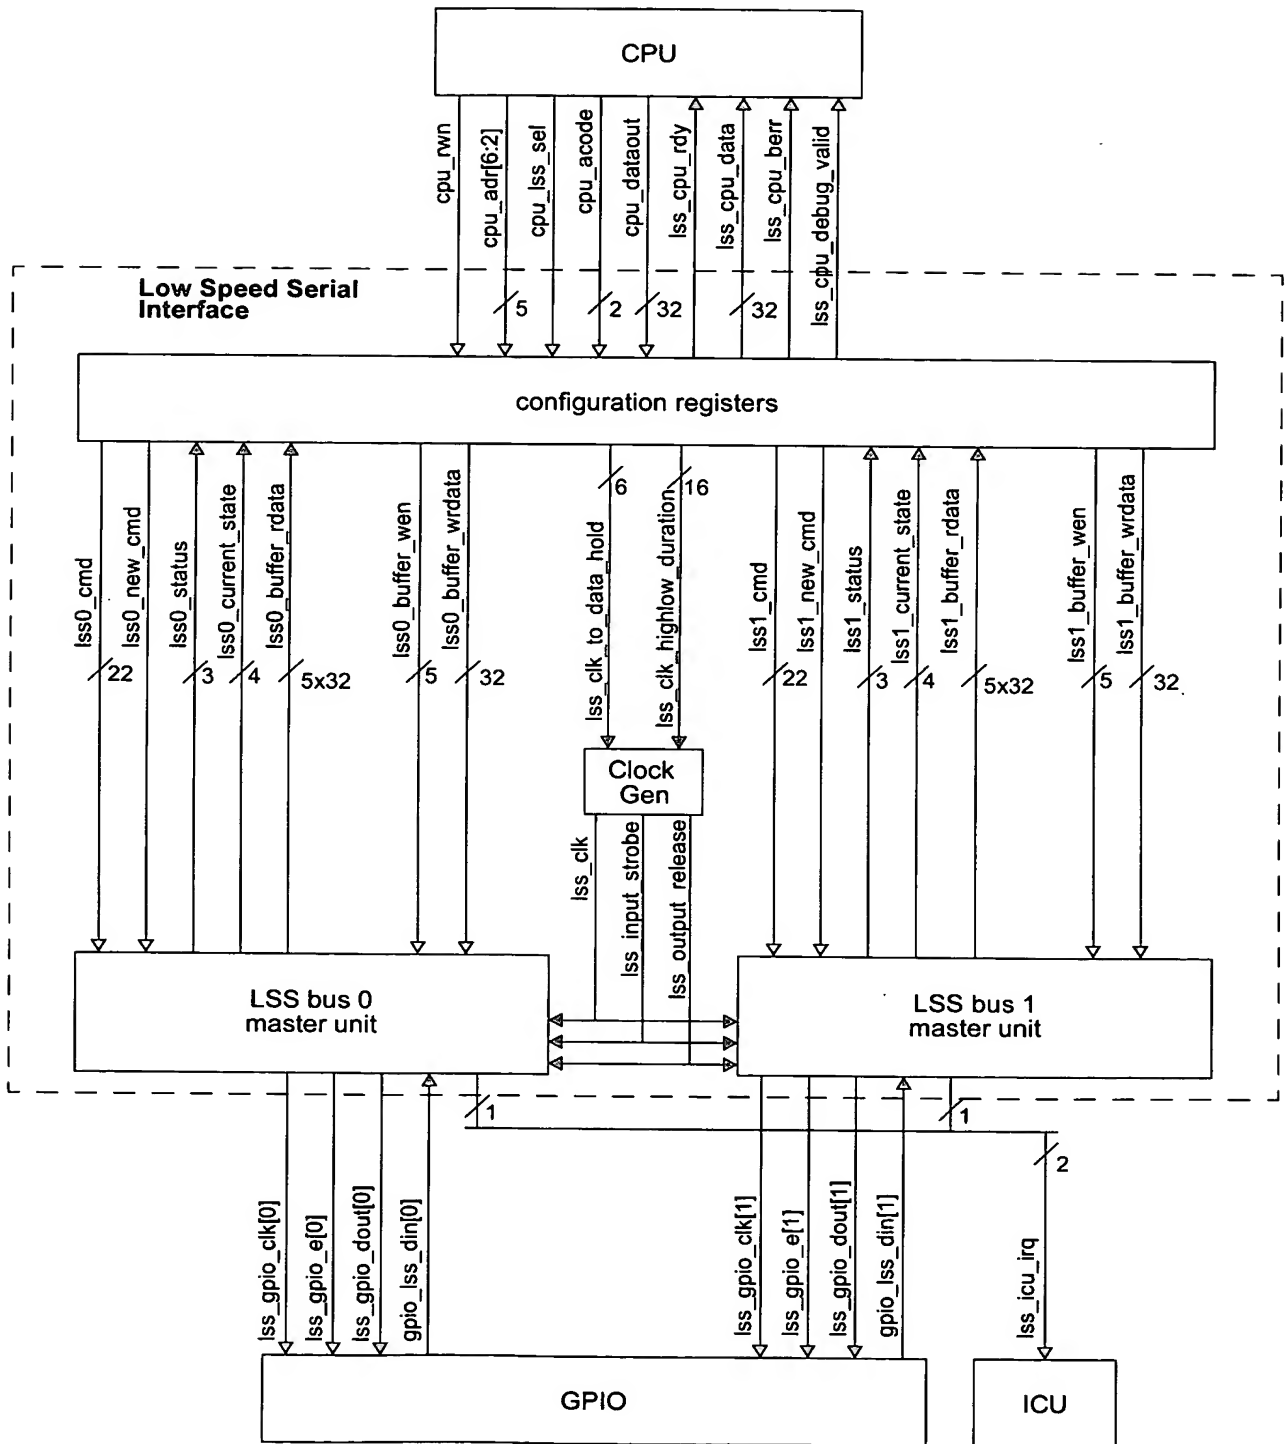 CPU
cpu_rwn
cpu_adr[6:2]
cpu_lss_sel
cpu_acode
cpu_dataout
lss_cpu_rdy
lss_cpu_data
lss_cpu_berr
lss_cpu_debug_valid
Low Speed Serial
Interface
5
2
32
32
configuration registers
lss0_cmd
lss0_new_cmd
lss0_status
lss0_current_state
lss0_buffer_rdata
lss0_buffer_wen
lss0_buffer_wrdata
lss_clk_to_data_hold
lss_clk_highlow_duration
lss1_cmd
lss1_new_cmd
lss1_status
lss1_current_state
lss1_buffer_rdata
lss1_buffer_wen
lss1_buffer_wrdata
6
16
22
3
4
5x32
5
32
22
3
4
5x32
5
32
Clock
Gen
lss_clk
lss_input_strobe
lss_output_release
LSS bus 0
master unit
LSS bus 1
master unit
1
1
2
lss_gpio_clk[0]
lss_gpio_e[0]
lss_gpio_dout[0]
gpio_lss_din[0]
lss_gpio_clk[1]
lss_gpio_e[1]
lss_gpio_dout[1]
gpio_lss_din[1]
lss_icu_irq
GPIO
ICU